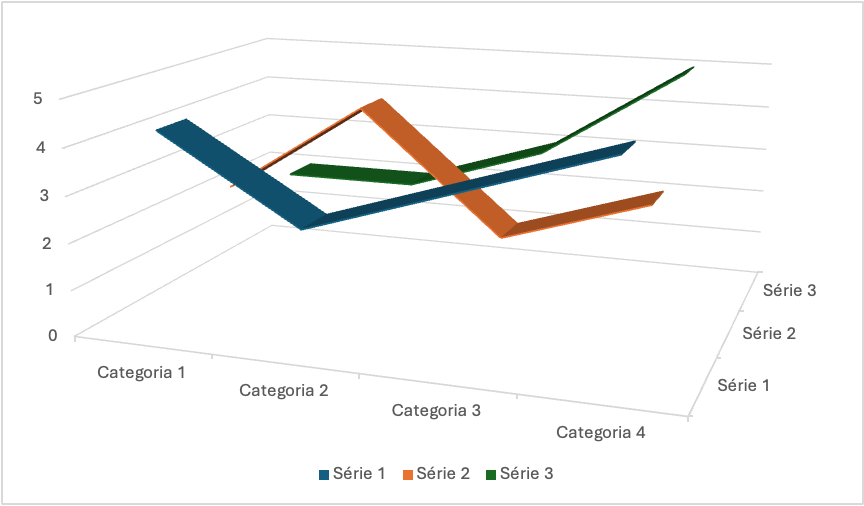 5
4
3
2
1
0
Categoria 1
Categoria 2
Categoria 3
Categoria 4
Série 3
Série 2
Série 1
Série 1 Série 2 Série 3